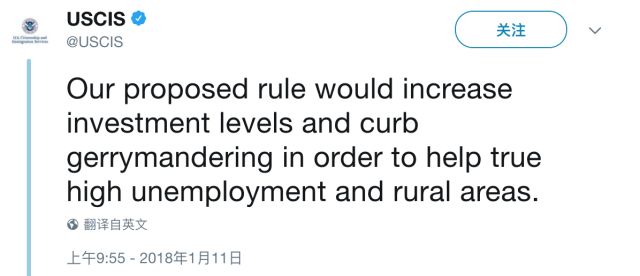 USCIS
@USCIS
关注
Our proposed rule would increase
investment levels and curb
gerrymandering in order to help true
high unemployment and rural areas.
翻译自英文
上午9:55 - 2018年1月11日